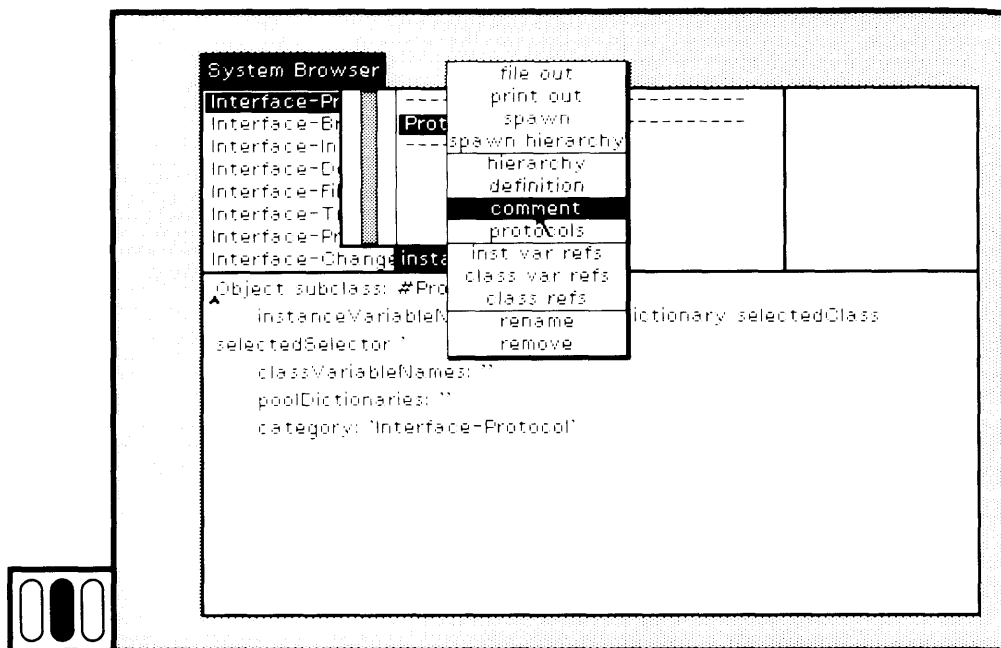 System Browser
Interface-Pr
Interface-Br
Interface-In
Interface-D
Interface-Fi
Interface-T
Interface-Pr
Interface-Change
Prot
insta
file out
print out
spawn
spawn hierarchy
hierarchy
definition
comment
protocols
inst var refs
class var refs
class refs
rename
remove
Object subclass: #Pro
instanceVariableN ictionary selectedClass
selectedSelector '
classVariableNames: ''
poolDictionaries: ''
category: 'Interface-Protocol'